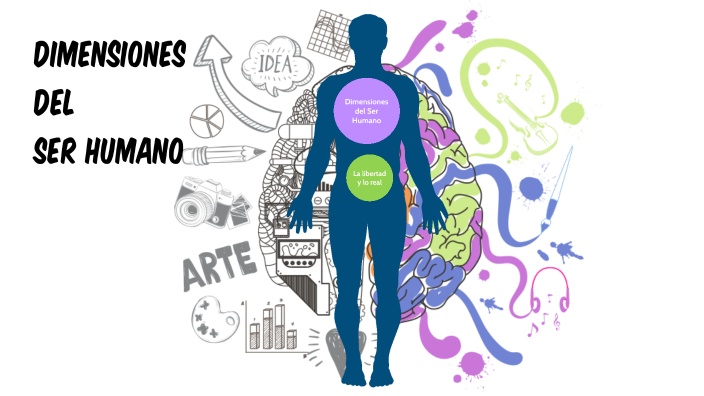 DIMENSIONES
DEL
SER HUMANO
IDEA
Dimensiones
del Ser
Humano
La libertad
y lo real
ARTE